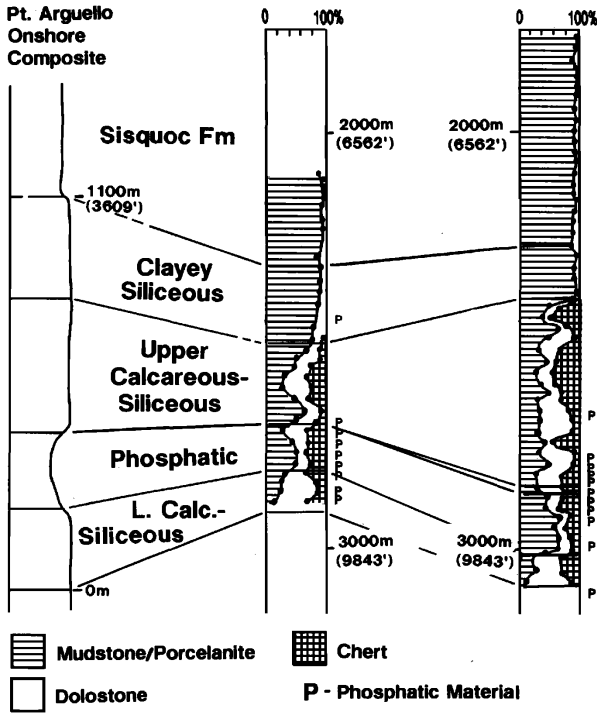 Pt. Arguello
Onshore
Composite
0 100%
0 100%
Sisquoc Fm
2000m
(6562')
2000m
(6562')
1100m
(3609')
Clayey
Siliceous
P
Upper
Calcareous-
Siliceous
P
P
P
P
P
P
P
P
P
Phosphatic
P
P
P
P
P
P
P
P
P
L. Calc.-
Siliceous
3000m
(9843')
3000m
(9843')
0m
Mudstone/Porcelanite
Chert
Dolostone
P - Phosphatic Material